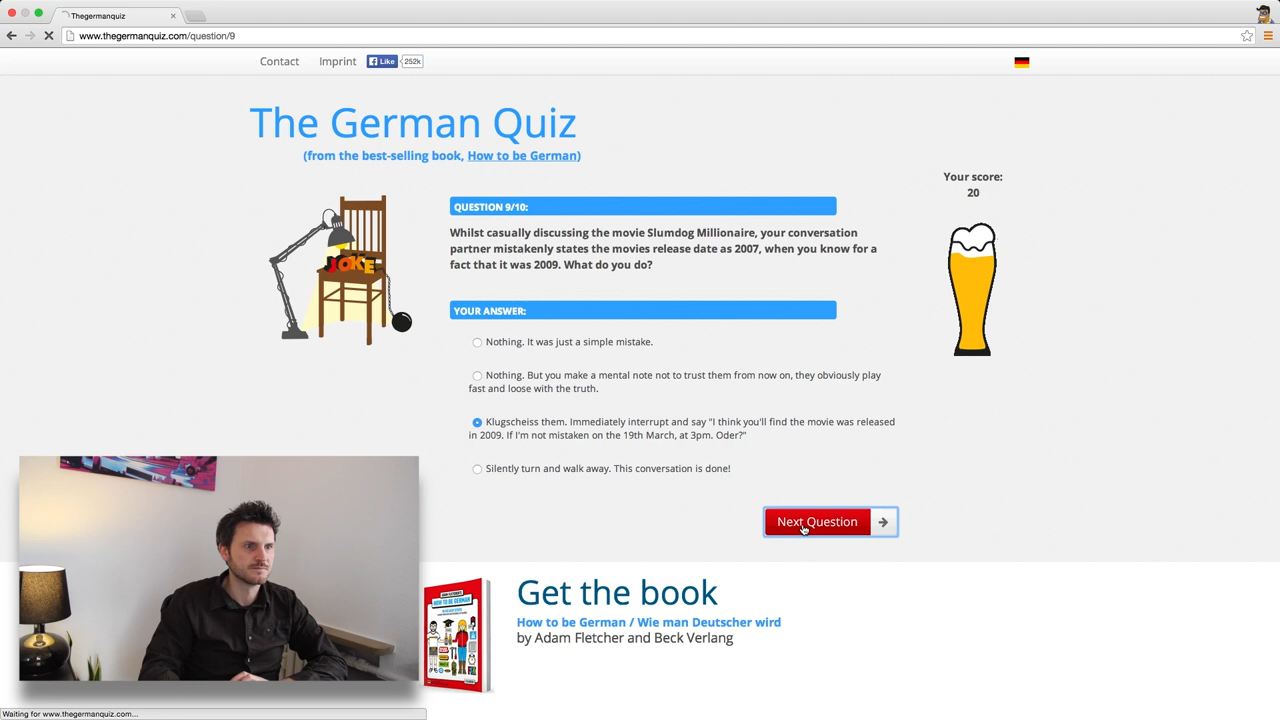 Thegermanquiz
www.thegermanquiz.com/question/9
Contact Imprint Like 252k
The German Quiz
(from the best-selling book, How to be German)
Your score:
20
JOKE
QUESTION 9/10:
Whilst casually discussing the movie Slumdog Millionaire, your conversation
partner mistakenly states the movies release date as 2007, when you know for a
fact that it was 2009. What do you do?
YOUR ANSWER:
Nothing. It was just a simple mistake.
Nothing. But you make a mental note not to trust them from now on, they obviously play
fast and loose with the truth.
Klugscheiss them. Immediately interrupt and say "I think you'll find the movie was released
in 2009. If I'm not mistaken on the 19th March, at 3pm. Oder?"
Silently turn and walk away. This conversation is done!
Next Question
HOW TO BE GERMAN
Get the book
How to be German / Wie man Deutscher wird
by Adam Fletcher and Beck Verlang
Waiting for www.thegermanquiz.com...